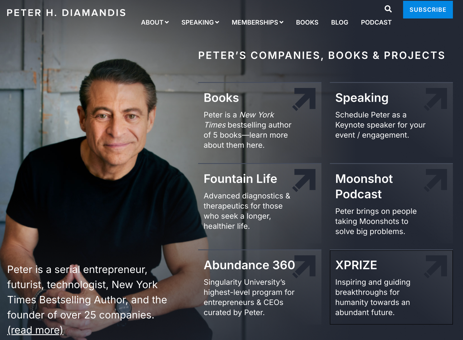 PETER H. DIAMANDIS
SUBSCRIBE
ABOUT
SPEAKING
MEMBERSHIPS
BOOKS
BLOG
PODCAST
PETER'S COMPANIES, BOOKS & PROJECTS
Books
Peter is a New York
Times bestselling author
of 5 books—learn more
about them here.
Speaking
Schedule Peter as a
Keynote speaker for your
event / engagement.
Fountain Life
Advanced diagnostics &
therapeutics for those
who seek a longer,
healthier life.
Moonshot
Podcast
Peter brings on people
taking Moonshots to
solve big problems.
Abundance 360
Singularity University's
highest-level program for
entrepreneurs & CEOs
curated by Peter.
XPRIZE
Inspiring and guiding
breakthroughs for
humanity towards an
abundant future.
Peter is a serial entrepreneur,
futurist, technologist, New York
Times Bestselling Author, and the
founder of over 25 companies.
(read more)